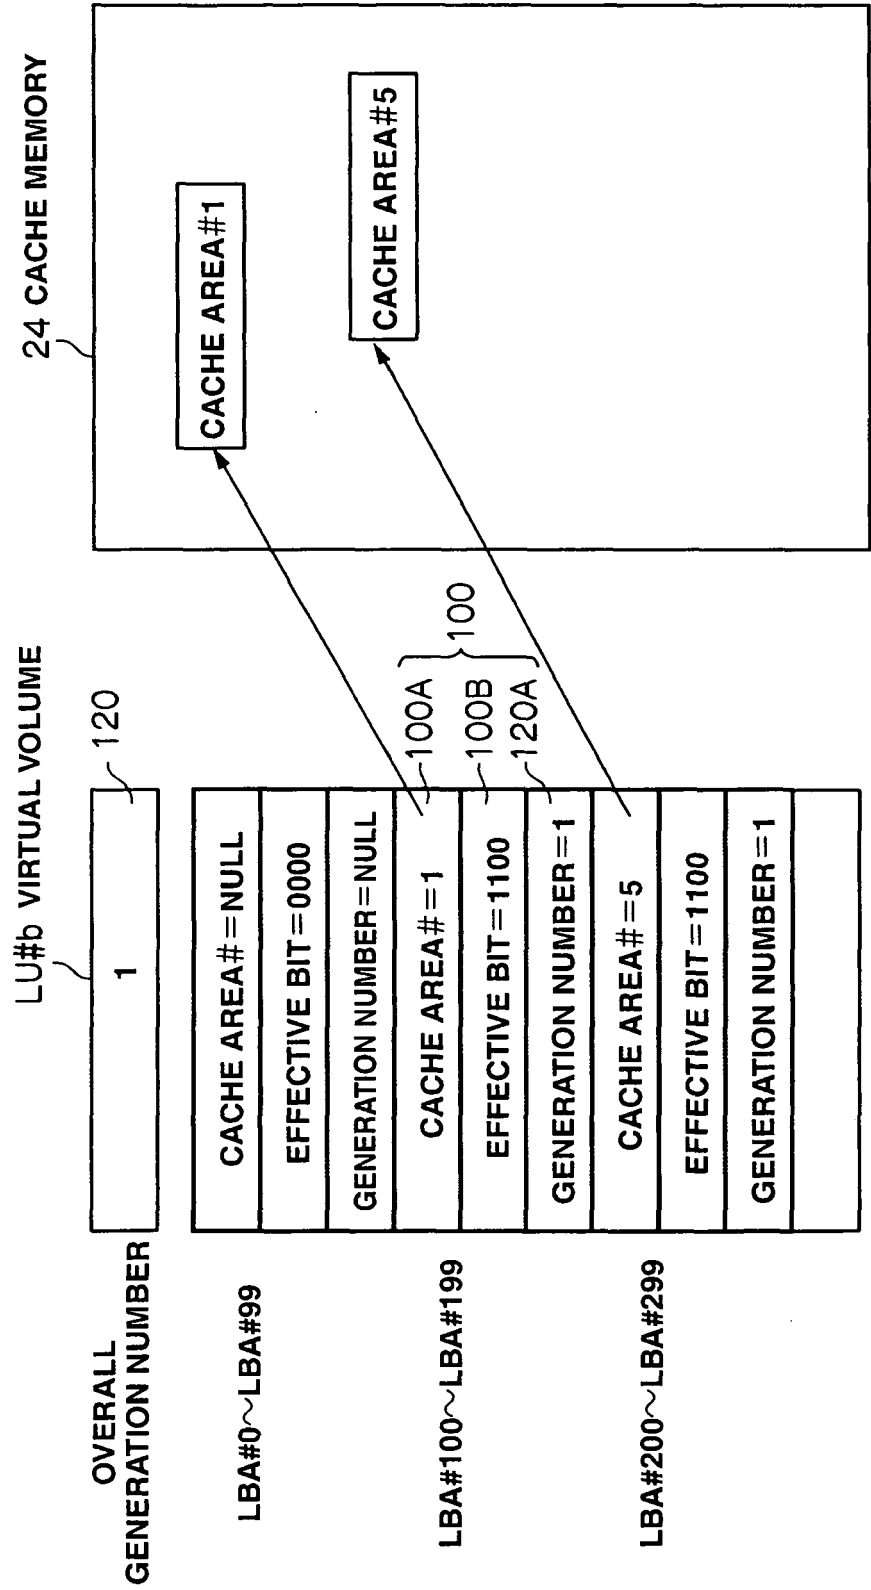 LU#b VIRTUAL VOLUME
24 CACHE MEMORY
OVERALL
GENERATION NUMBER
1
120
LBA#0～LBA#99
CACHE AREA#=NULL
EFFECTIVE BIT=0000
GENERATION NUMBER=NULL
LBA#100～LBA#199
CACHE AREA#=1
100A
EFFECTIVE BIT=1100
100B
GENERATION NUMBER=1
120A
100
LBA#200～LBA#299
CACHE AREA#=5
EFFECTIVE BIT=1100
GENERATION NUMBER=1
CACHE AREA#1
CACHE AREA#5